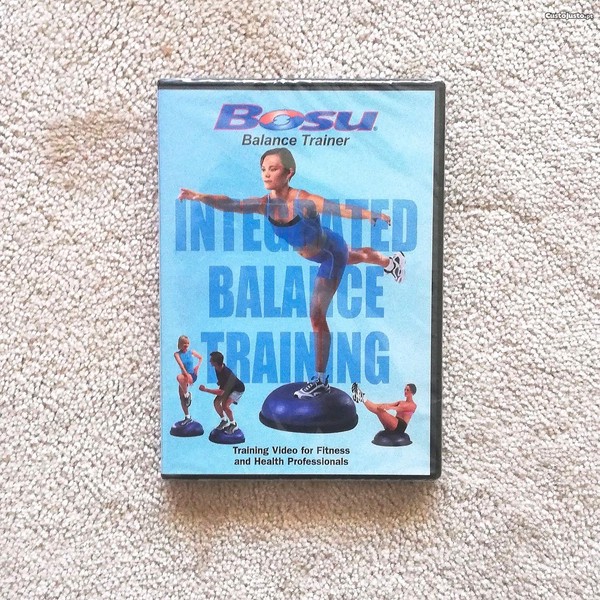 CustoJusto.pt
BOSU®
Balance Trainer
INTEGRATED
BALANCE
TRAINING
Training Video for Fitness
and Health Professionals